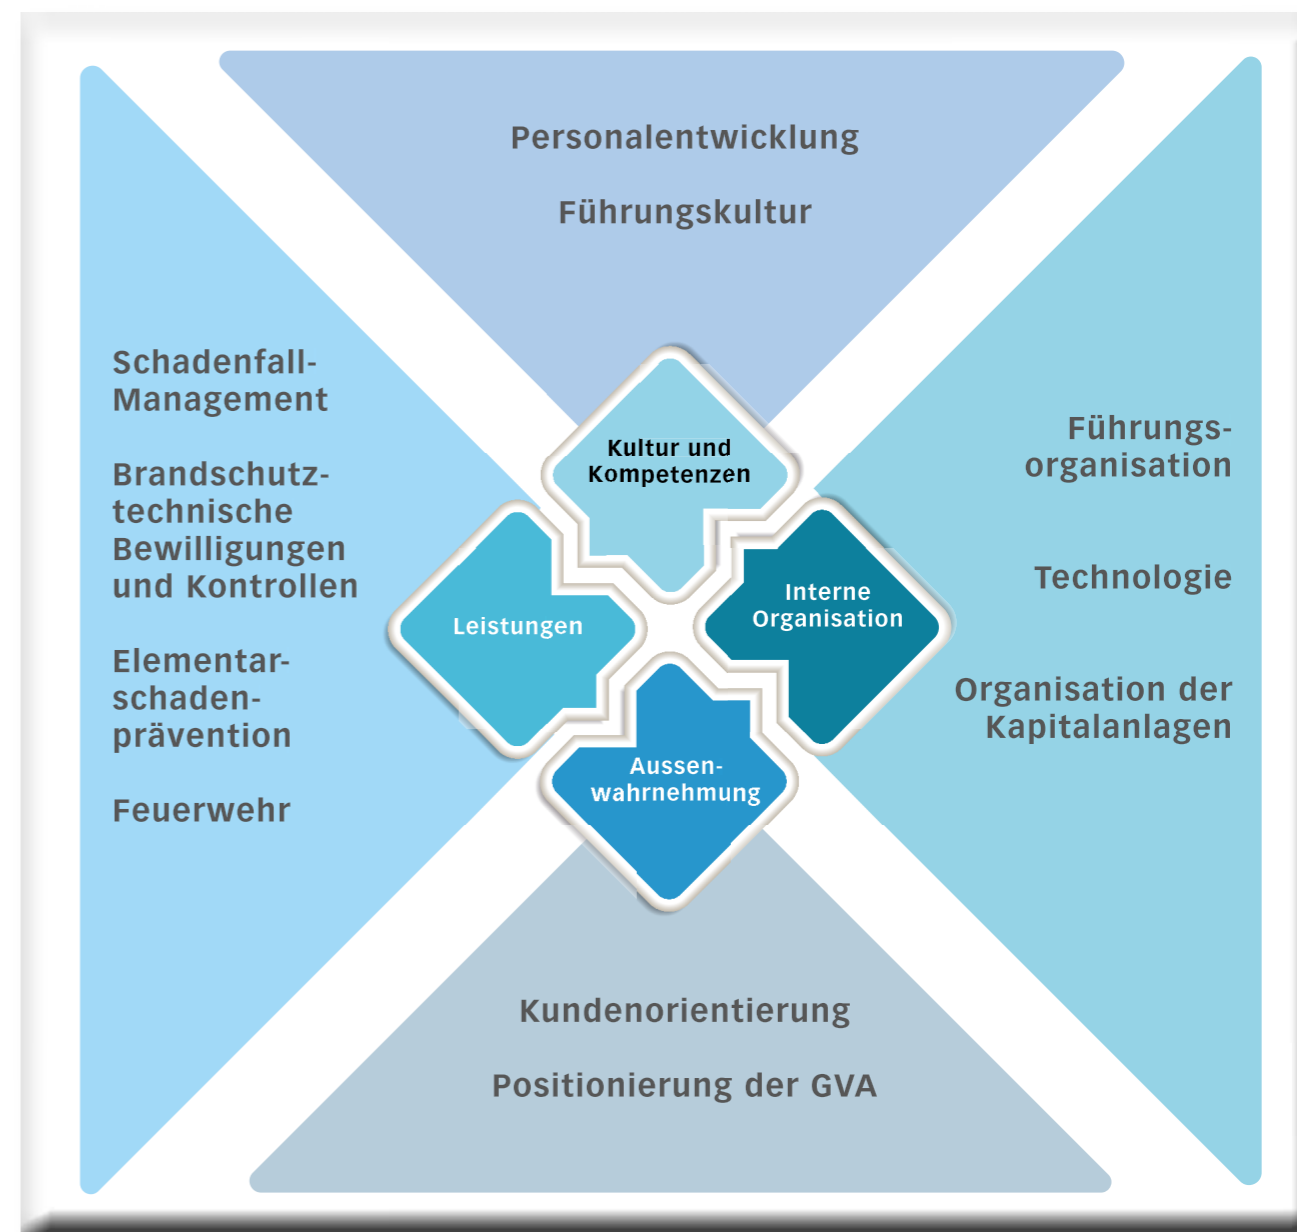 Personalentwicklung
Führungskultur
Schadenfall-
Management
Brandschutz-
technische
Bewilligungen
und Kontrollen
Elementar-
schaden-
prävention
Feuerwehr
Kultur und
Kompetenzen
Leistungen
Interne
Organisation
Aussen-
wahrnehmung
Führungs-
organisation
Technologie
Organisation der
Kapitalanlagen
Kundenorientierung
Positionierung der GVA